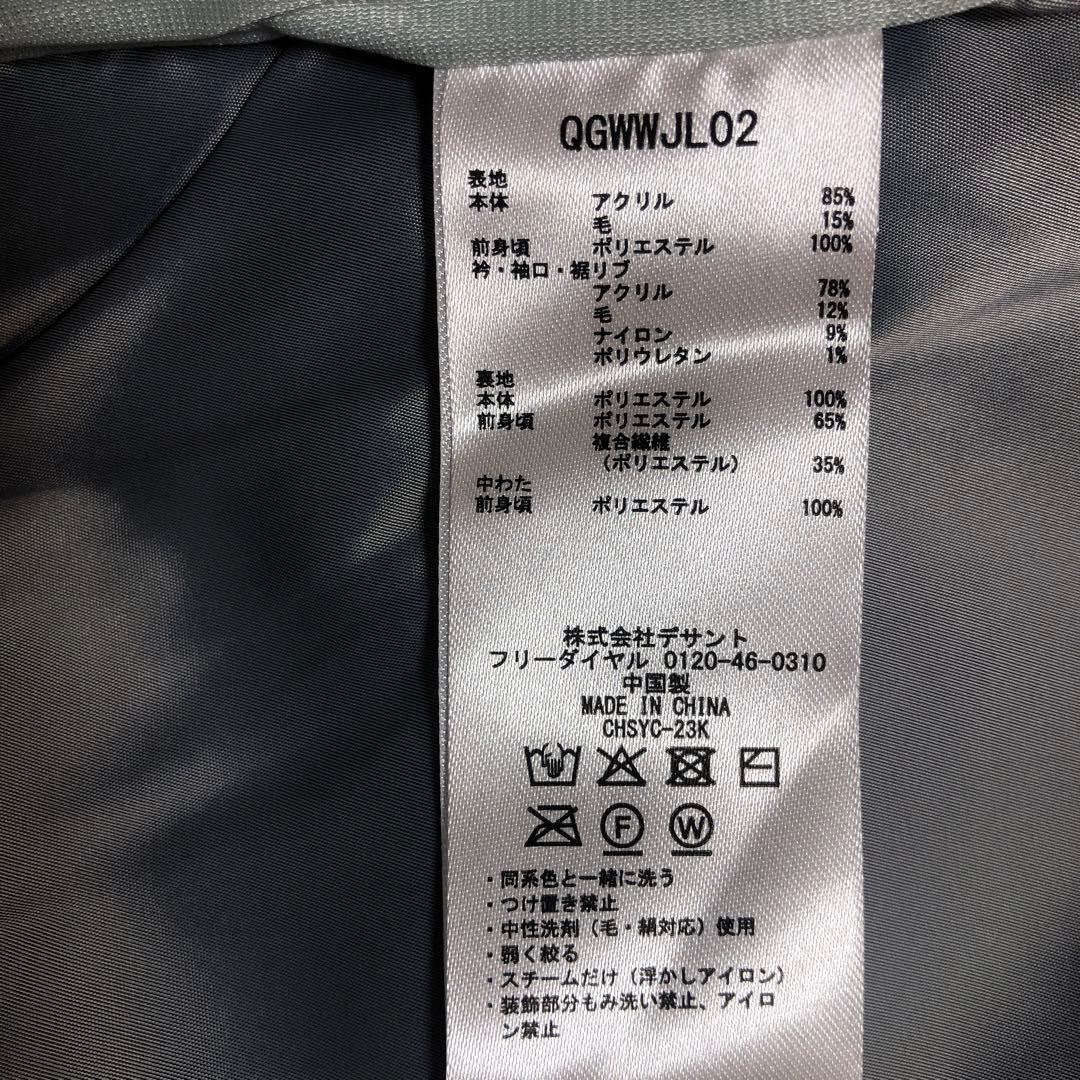 QGWWJL02
表地
本体 アクリル 85%
毛 15%
前身頃 ポリエステル 100%
衿・袖口・裾リブ
アクリル 78%
毛 12%
ナイロン 9%
ポリウレタン 1%
裏地
本体 ポリエステル 100%
前身頃 ポリエステル 65%
複合繊維
(ポリエステル) 35%
中わた
前身頃 ポリエステル 100%
株式会社デサント
フリーダイヤル 0120-46-0310
中国製
MADE IN CHINA
CHSYC-23K
F W
・同系色と一緒に洗う
・つけ置き禁止
・中性洗剤(毛・絹対応)使用
・弱く絞る
・スチームだけ(浮かしアイロン)
・装飾部分もみ洗い禁止、アイロ
ン禁止